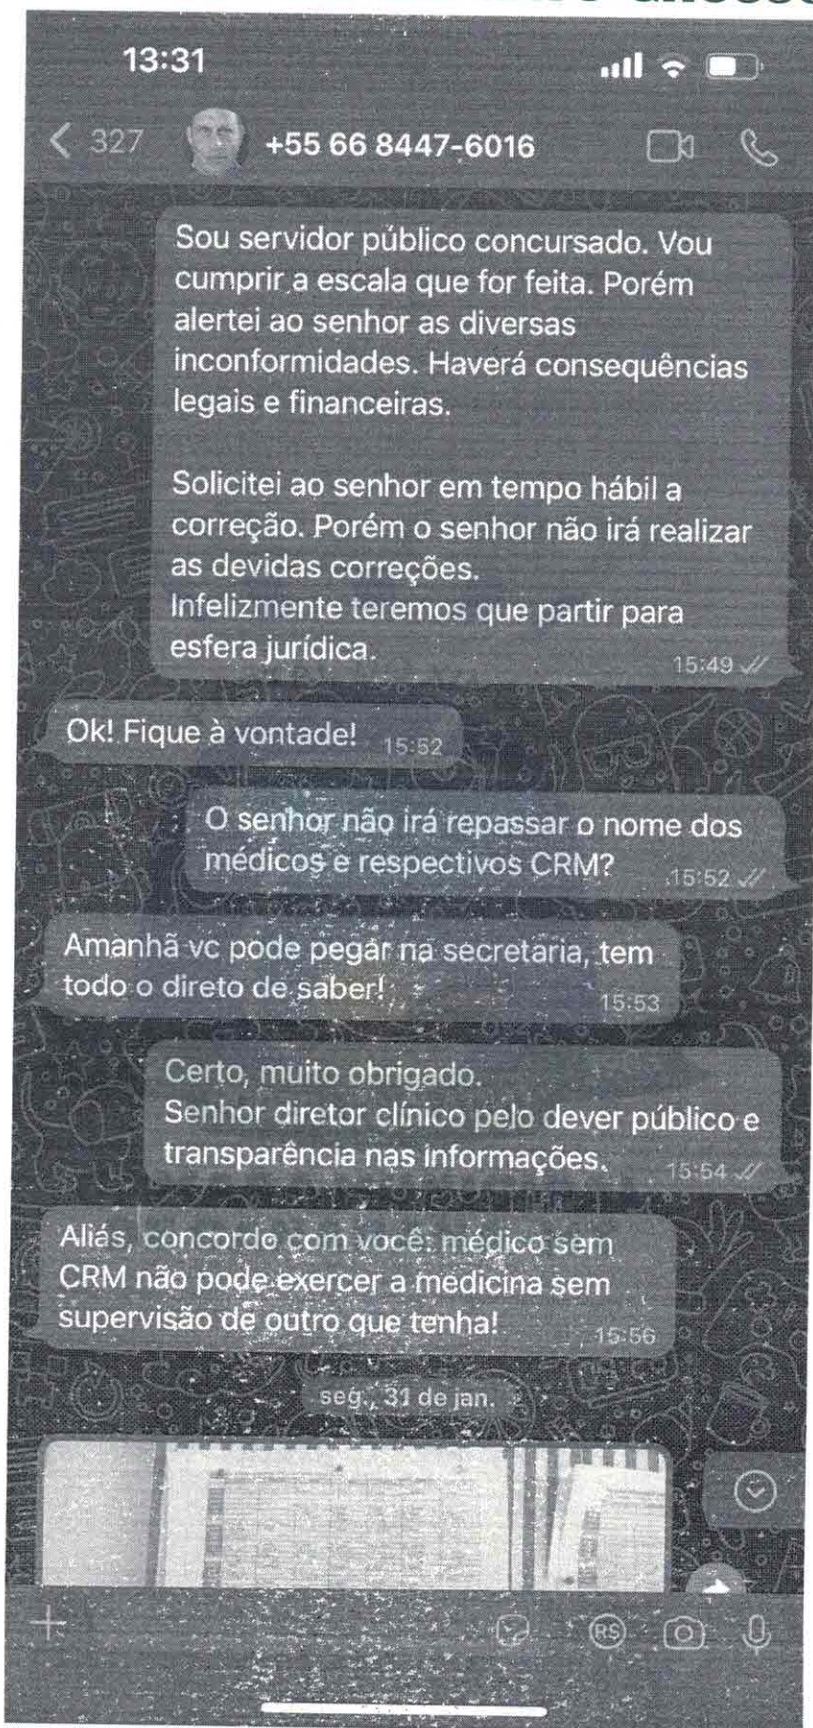 13:31
327
+55 66 8447-6016
Sou servidor público concursado. Vou
cumprir a escala que for feita. Porém
alertei ao senhor as diversas
inconformidades. Haverá consequências
legais e financeiras.
Solicitei ao senhor em tempo hábil a
correção. Porém o senhor não irá realizar
as devidas correções.
Infelizmente teremos que partir para
esfera jurídica.
15:49
Ok! Fique à vontade!
15:52
O senhor não irá repassar o nome dos
médicos e respectivos CRM?
15:52
Amanhã vc pode pegar na secretaria, tem
todo o direto de saber!
15:53
Certo, muito obrigado.
Senhor diretor clínico pelo dever público e
transparência nas informações.
15:54
Aliás, concordo com você: médico sem
CRM não pode exercer a medicina sem
supervisão de outro que tenha!
15:56
seg., 31 de jan.
R$